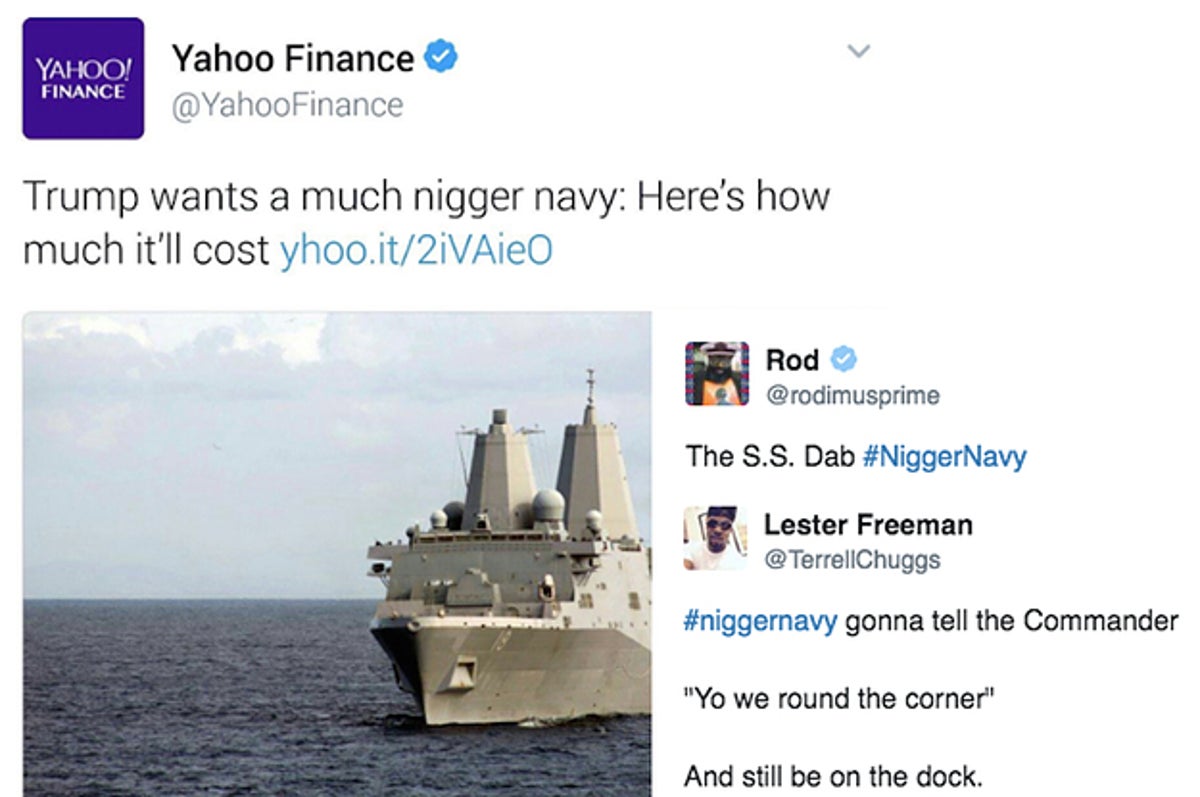 YAHOO!
FINANCE
Yahoo Finance
@YahooFinance
Trump wants a much nigger navy: Here's how
much it'll cost yhoo.it/2iVAieO
Rod
@rodimusprime
The S.S. Dab #NiggerNavy
Lester Freeman
@TerrellChuggs
#niggernavy gonna tell the Commander
"Yo we round the corner"
And still be on the dock.